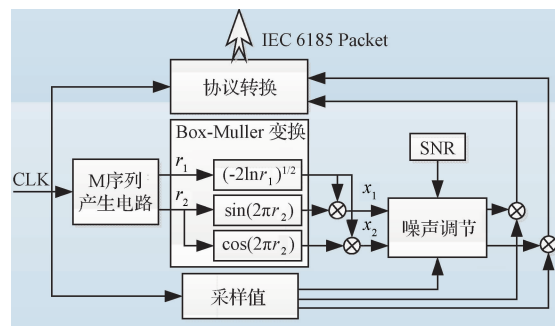 IEC 6185 Packet
协议转换
Box-Muller 变换
CLK
M序列
产生电路
r₁
r₂
(-2lnr₁)¹/²
sin(2πr₂)
cos(2πr₂)
x₁
x₂
SNR
噪声调节
采样值